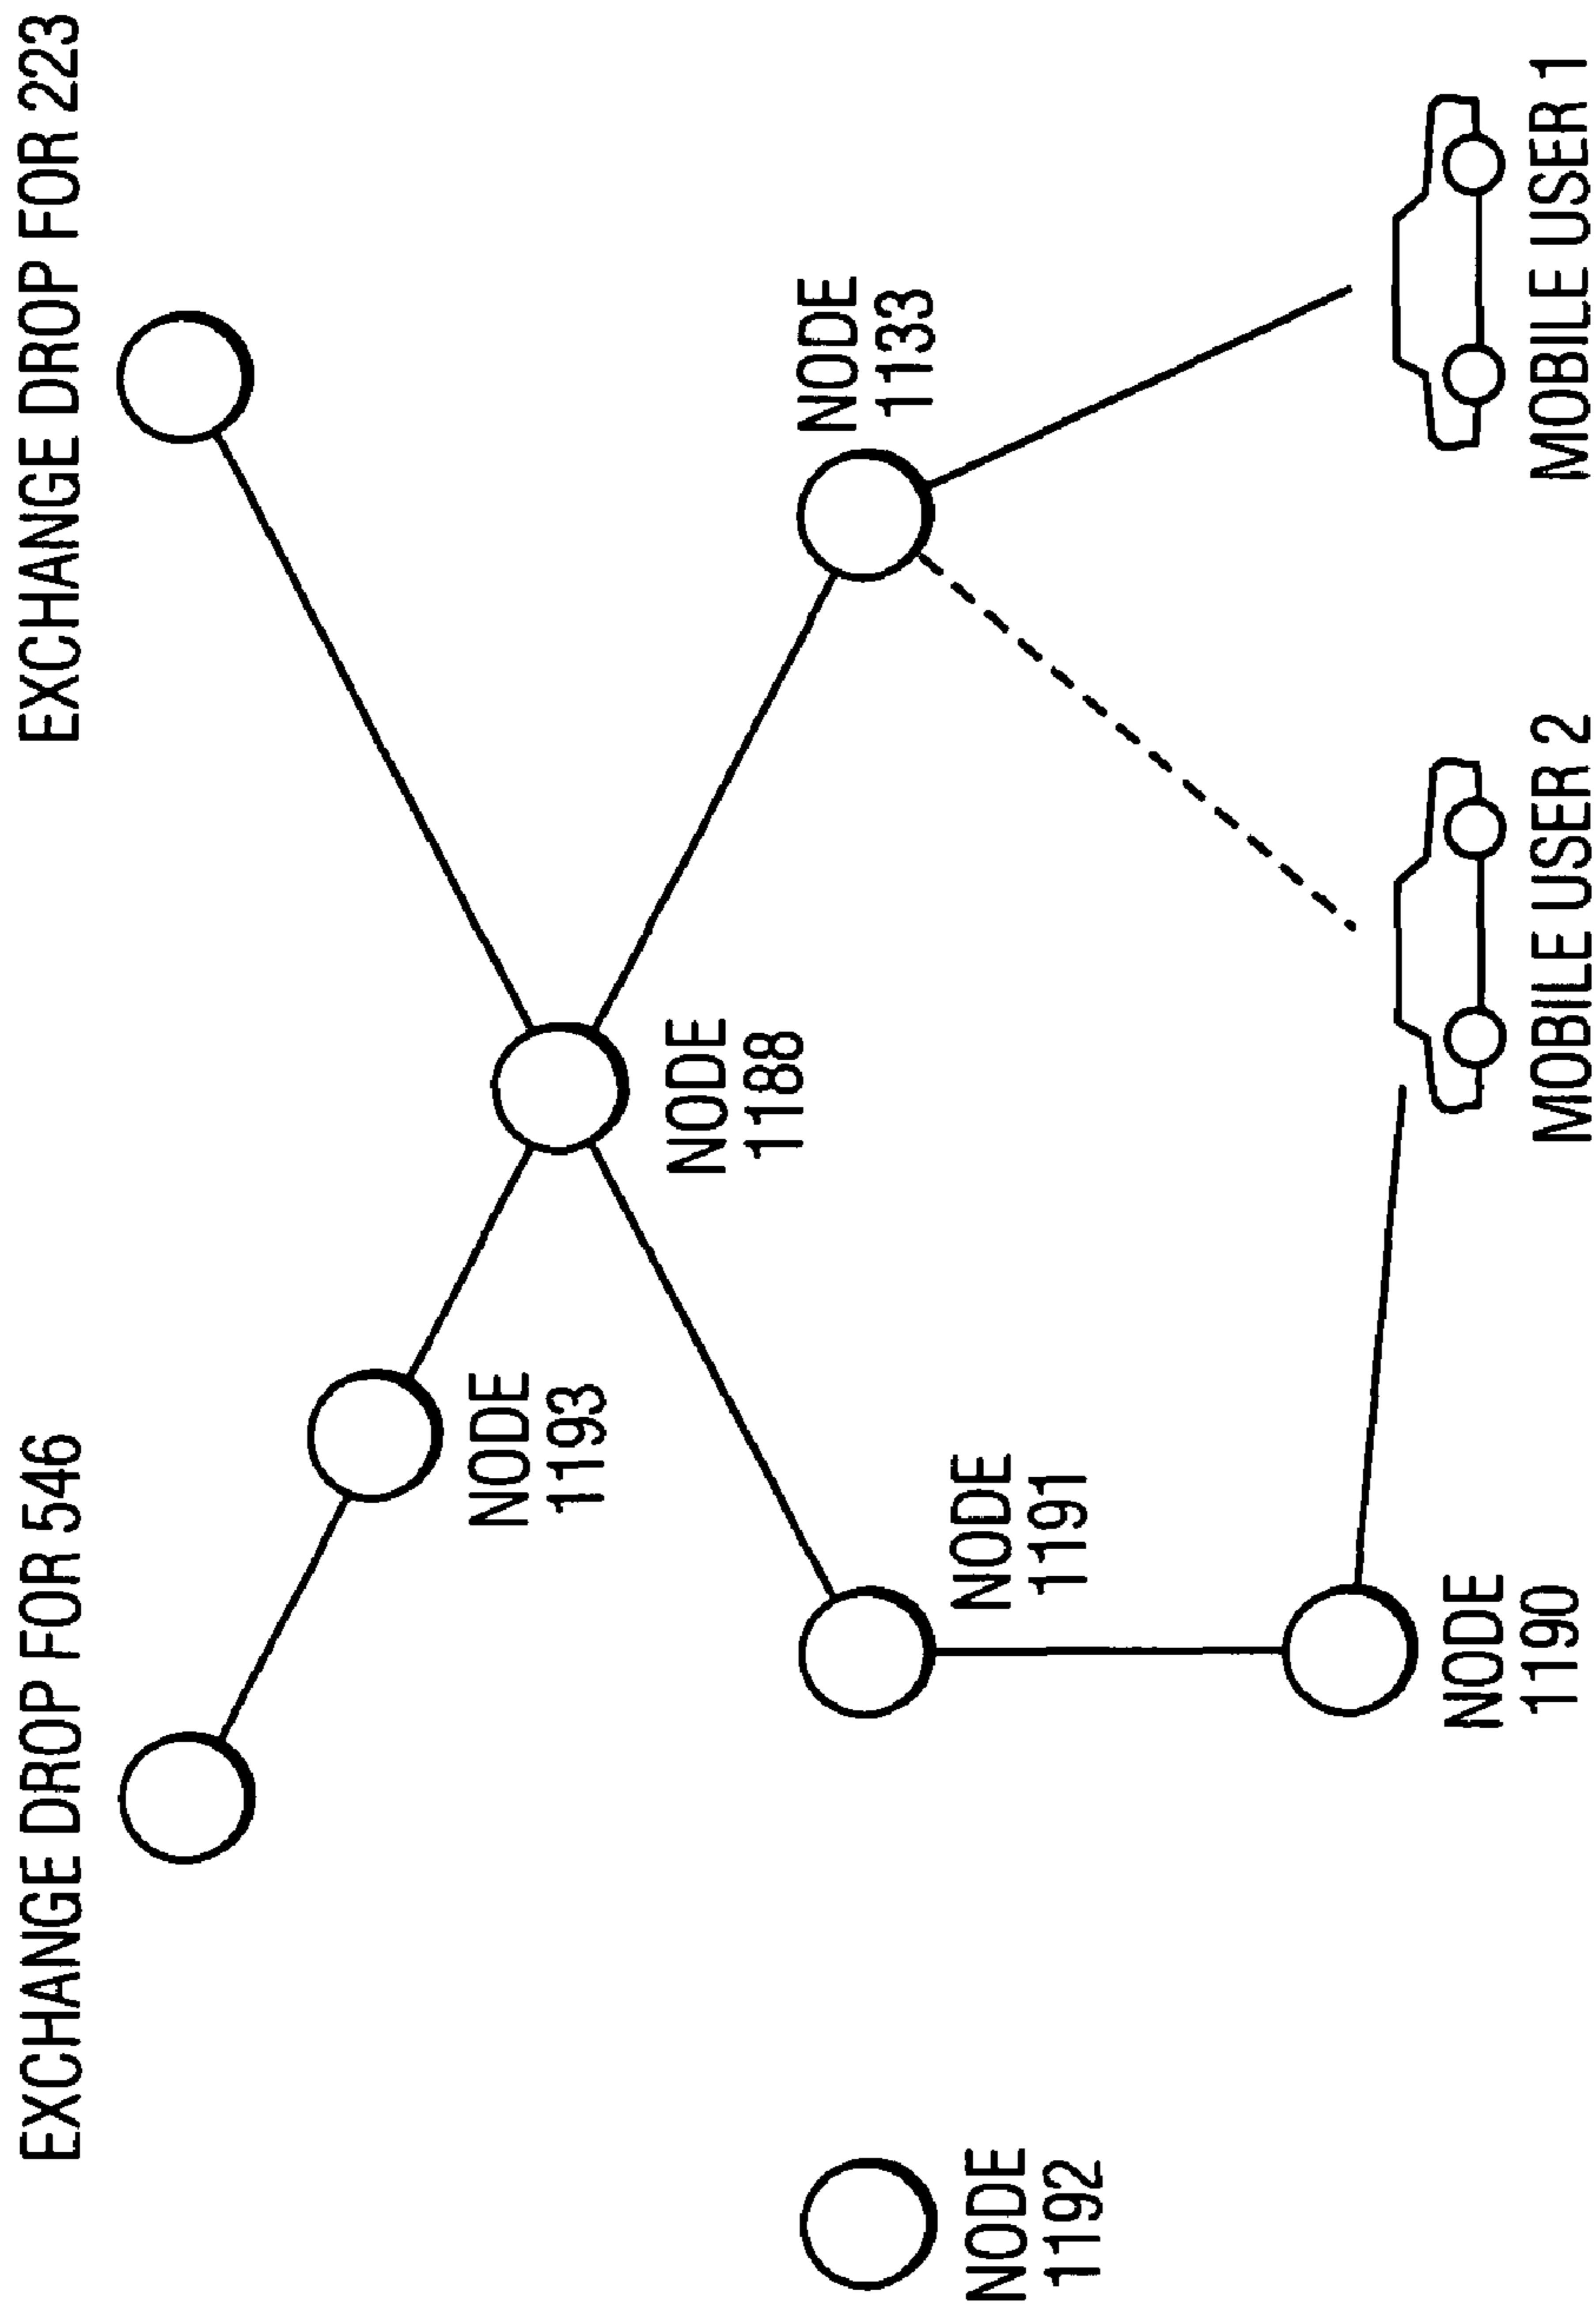 EXCHANGE DROP FOR 546
EXCHANGE DROP FOR 223
NODE
1193
NODE
1188
NODE
1133
NODE
1192
NODE
1191
NODE
1190
MOBILE USER 2
MOBILE USER 1